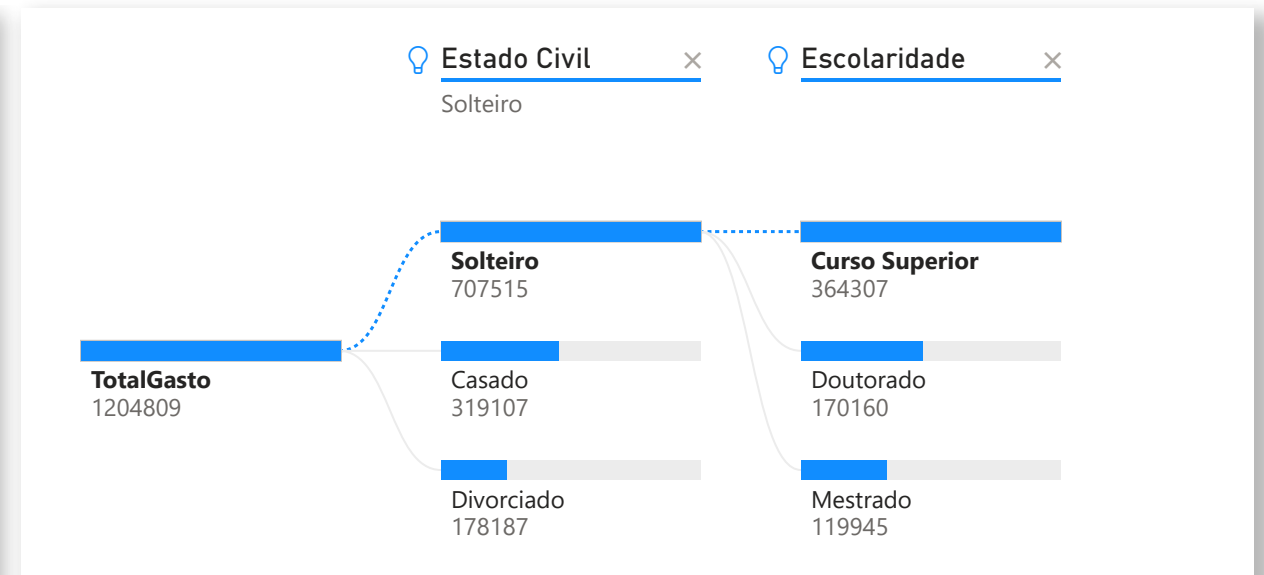 Estado Civil
Escolaridade
Solteiro
Solteiro
707515
Curso Superior
364307
TotalGasto
1204809
Casado
319107
Doutorado
170160
Divorciado
178187
Mestrado
119945